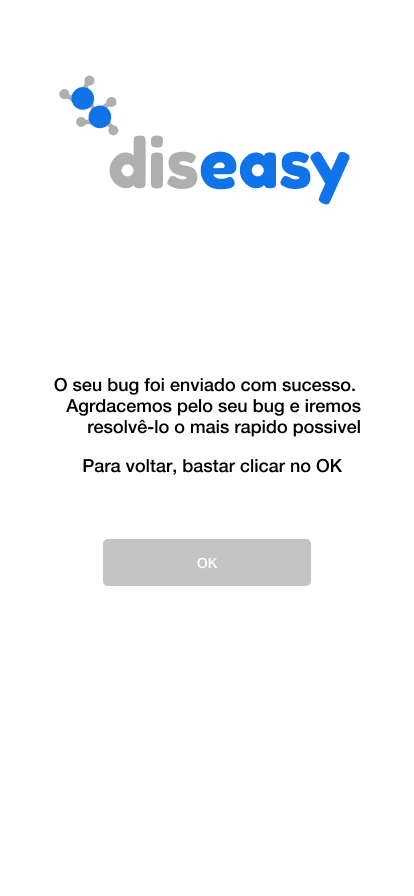 diseasy
O seu bug foi enviado com sucesso.
Agrdacemos pelo seu bug e iremos
resolvê-lo o mais rapido possivel
Para voltar, bastar clicar no OK
OK